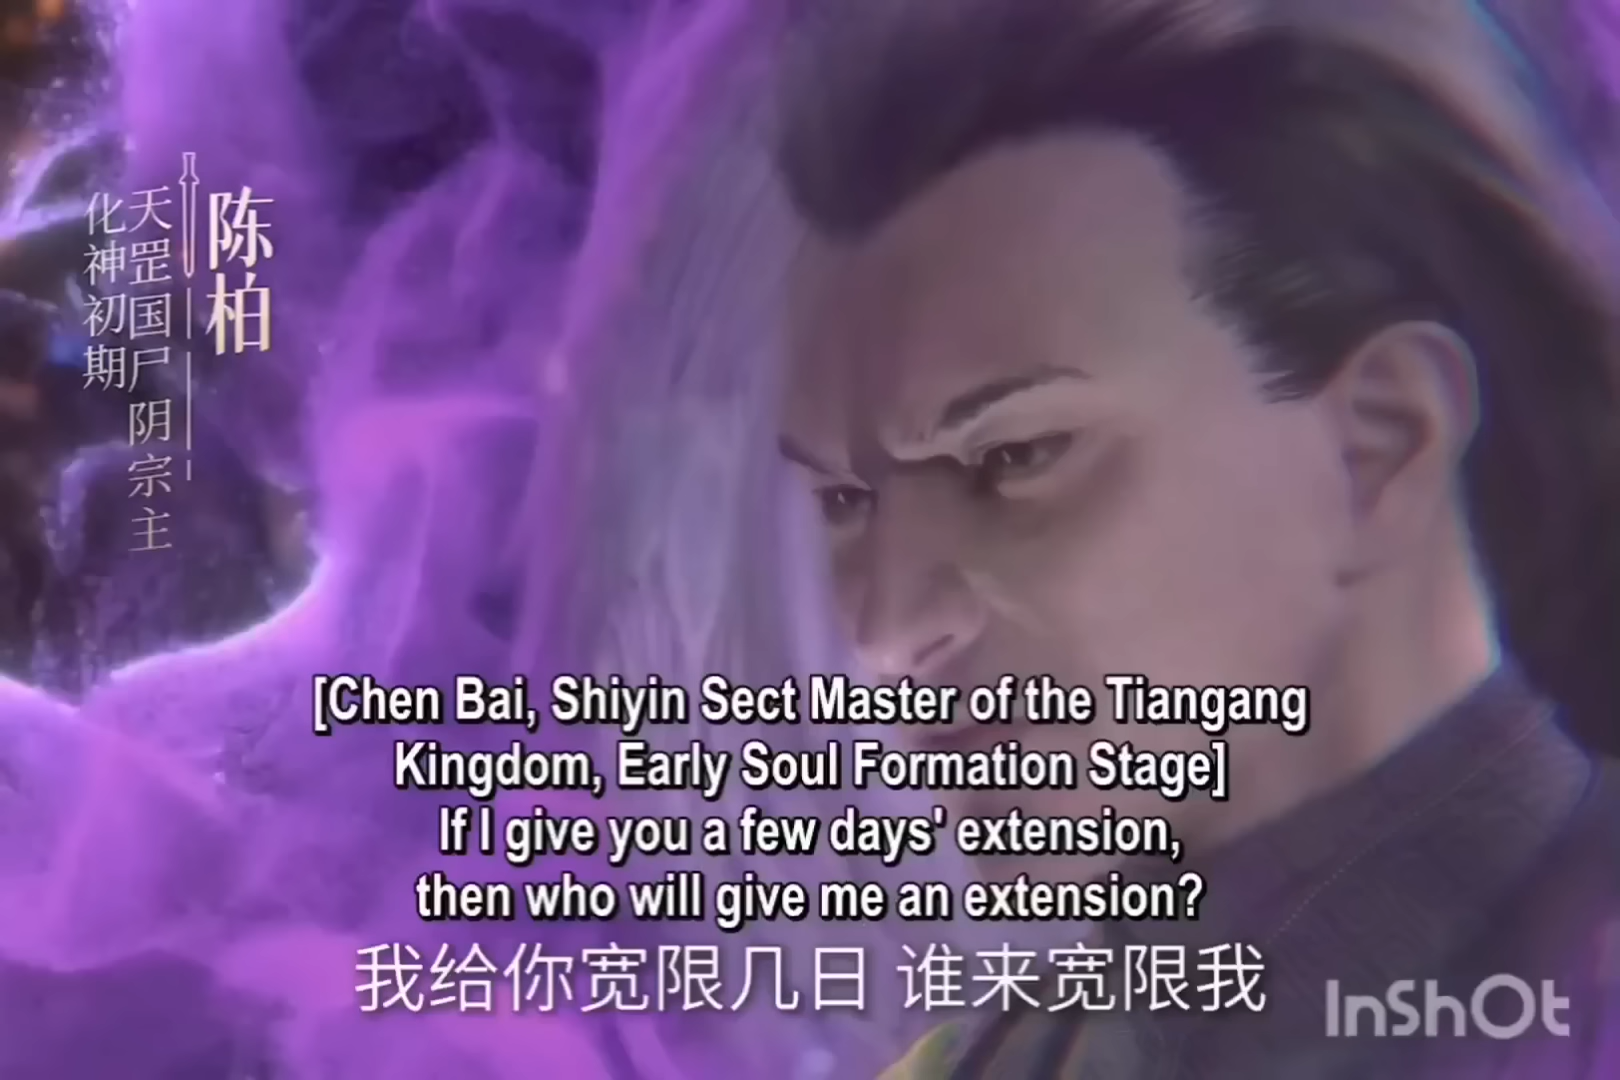 陈柏
天罡国尸阴宗主
化神初期
[Chen Bai, Shiyin Sect Master of the Tiangang
Kingdom, Early Soul Formation Stage]
If I give you a few days' extension,
then who will give me an extension?
我给你宽限几日 谁来宽限我
InShOt